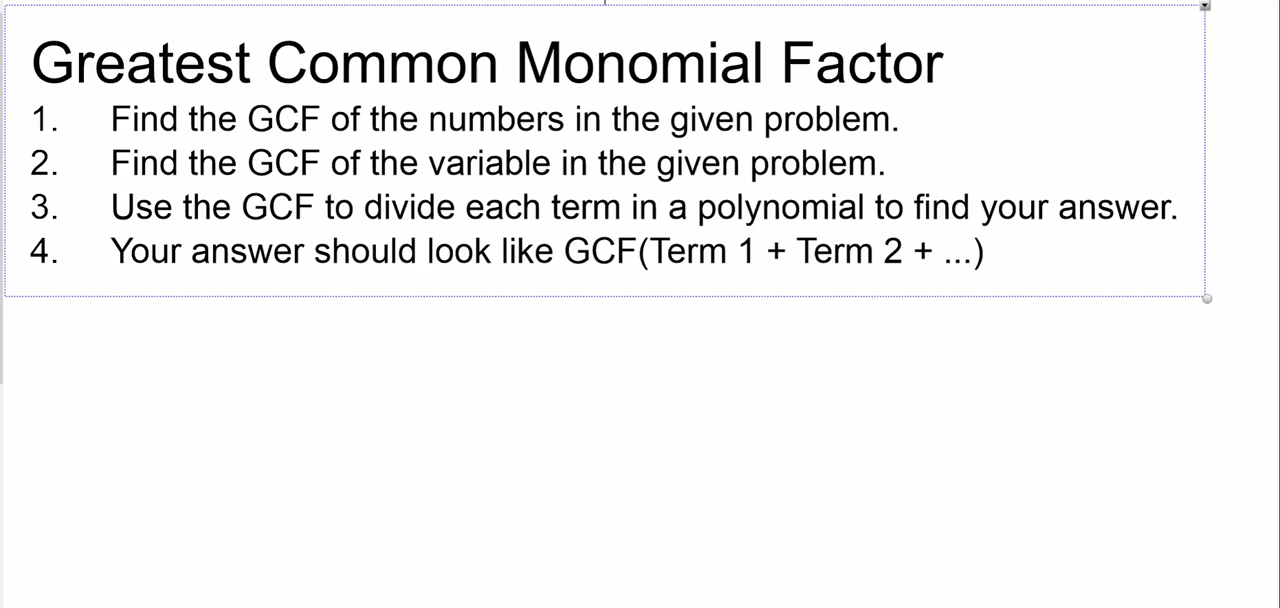 Greatest Common Monomial Factor
1. Find the GCF of the numbers in the given problem.
2. Find the GCF of the variable in the given problem.
3. Use the GCF to divide each term in a polynomial to find your answer.
4. Your answer should look like GCF(Term 1 + Term 2 + ...)